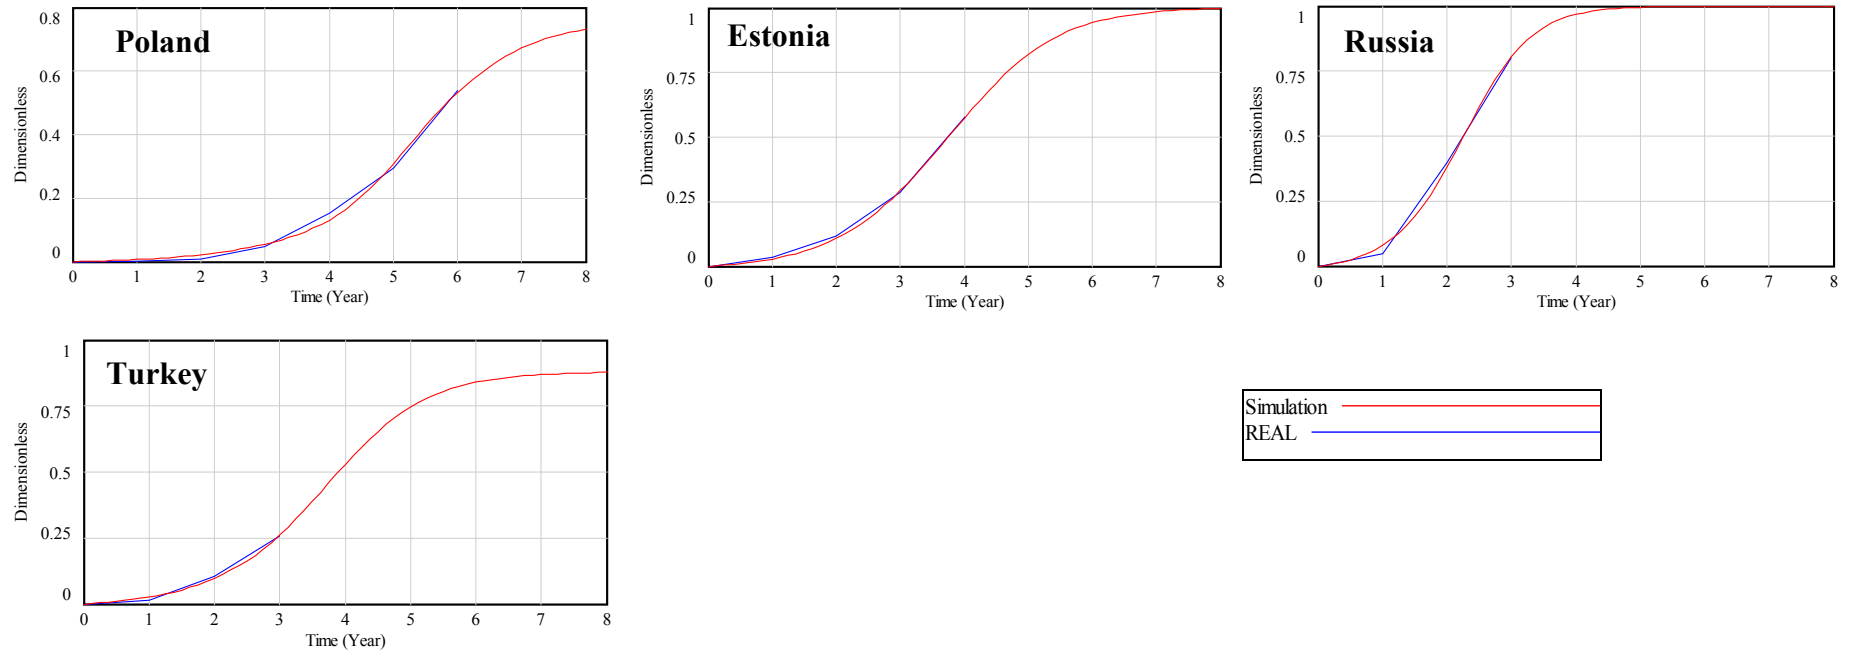 Poland
0.8
0.6
0.4
0.2
0
Dimensionless
0 1 2 3 4 5 6 7 8
Time (Year)
Estonia
1
0.75
0.5
0.25
0
Dimensionless
0 1 2 3 4 5 6 7 8
Time (Year)
Russia
1
0.75
0.5
0.25
0
Dimensionless
0 1 2 3 4 5 6 7 8
Time (Year)
Turkey
1
0.75
0.5
0.25
0
Dimensionless
0 1 2 3 4 5 6 7 8
Time (Year)
Simulation
REAL